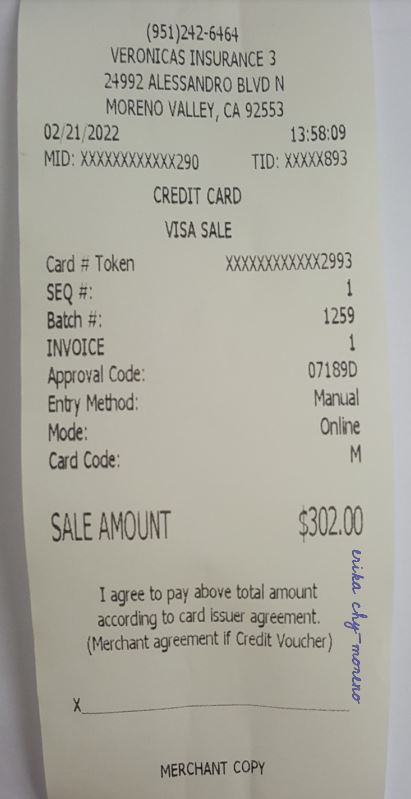 (951)242-6464
VERONICAS INSURANCE 3
24992 ALESSANDRO BLVD N
MORENO VALLEY, CA 92553
02/21/2022 13:58:09
MID: XXXXXXXXXXXX290 TID: XXXXX893
CREDIT CARD
VISA SALE
Card # Token XXXXXXXXXXXX2993
SEQ #: 1
Batch #: 1259
INVOICE 1
Approval Code: 07189D
Entry Method: Manual
Mode: Online
Card Code: M
SALE AMOUNT $302.00
I agree to pay above total amount
according to card issuer agreement.
(Merchant agreement if Credit Voucher)
X
MERCHANT COPY
erika chy-moreno